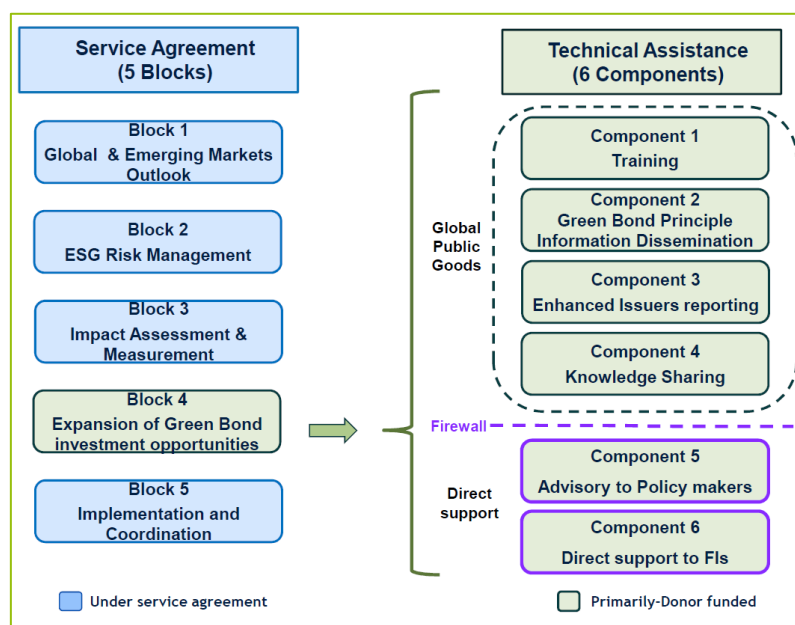 Service Agreement
(5 Blocks)
Block 1
Global & Emerging Markets
Outlook
Block 2
ESG Risk Management
Block 3
Impact Assessment &
Measurement
Block 4
Expansion of Green Bond
investment opportunities
Block 5
Implementation and
Coordination
Under service agreement
Technical Assistance
(6 Components)
Global
Public
Goods
Component 1
Training
Component 2
Green Bond Principle
Information Dissemination
Component 3
Enhanced Issuers reporting
Component 4
Knowledge Sharing
Firewall
Direct
support
Component 5
Advisory to Policy makers
Component 6
Direct support to FIs
Primarily-Donor funded